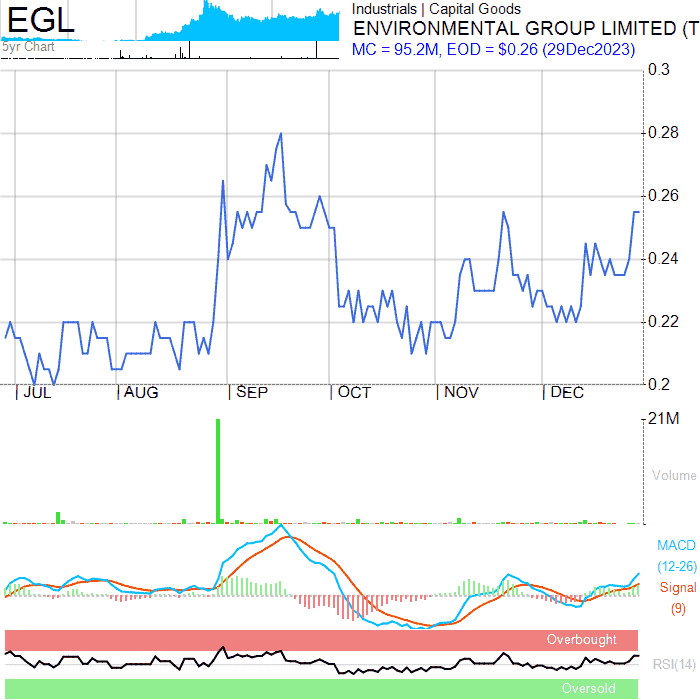 EGL
5yr Chart
Industrials | Capital Goods
ENVIRONMENTAL GROUP LIMITED (T
MC = 95.2M, EOD = $0.26 (29Dec2023)
0.3
0.28
0.26
0.24
0.22
0.2
JUL
AUG
SEP
OCT
NOV
DEC
21M
Volume
MACD
(12-26)
Signal
(9)
Overbought
RSI(14)
Oversold